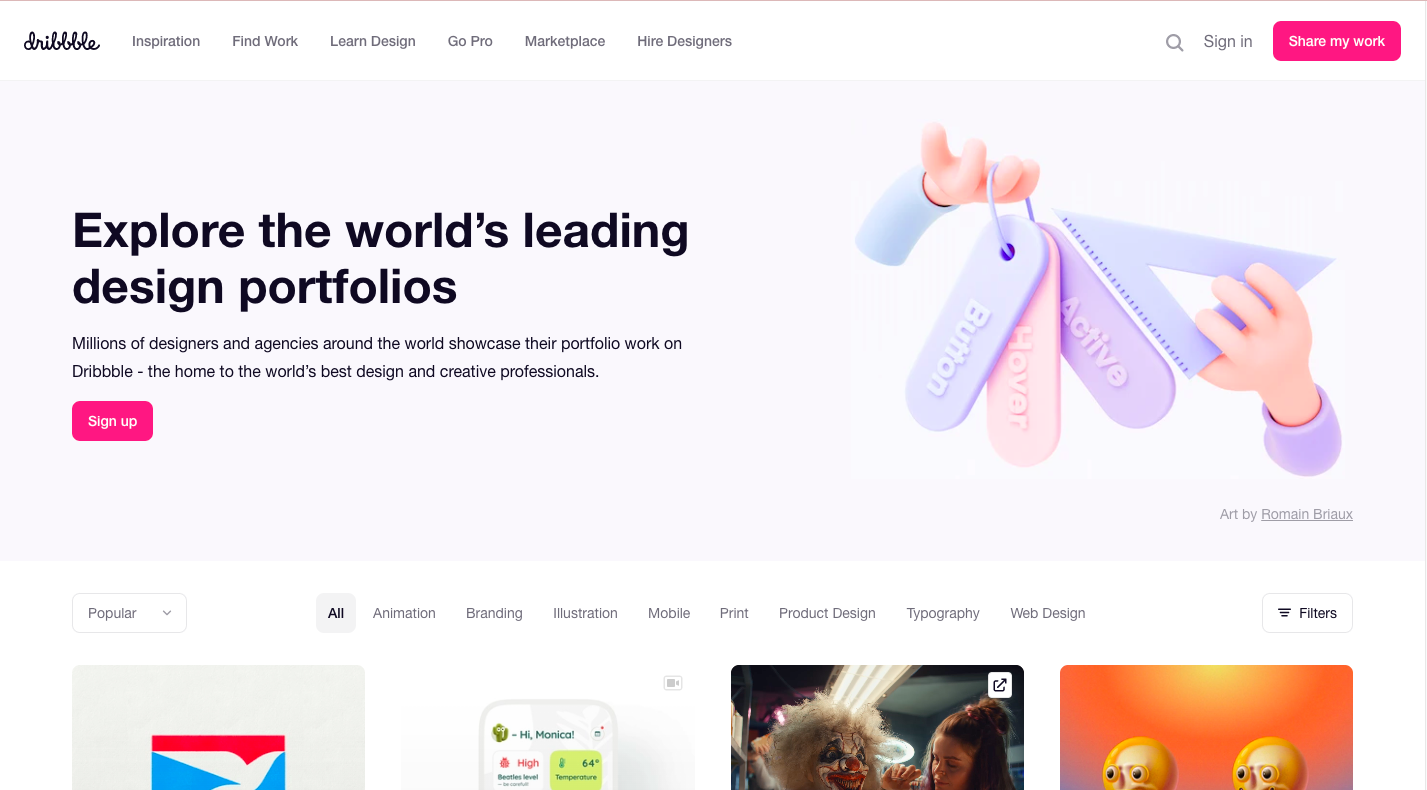 dribbble Inspiration Find Work Learn Design Go Pro Marketplace Hire Designers Sign in Share my work
Explore the world’s leading
design portfolios
Millions of designers and agencies around the world showcase their portfolio work on
Dribbble - the home to the world’s best design and creative professionals.
Sign up
Button
Hover
Active
Art by Romain Briaux
Popular All Animation Branding Illustration Mobile Print Product Design Typography Web Design Filters
– Hi, Monica!
High 64°
Beatles level Temperature
— be carefull!